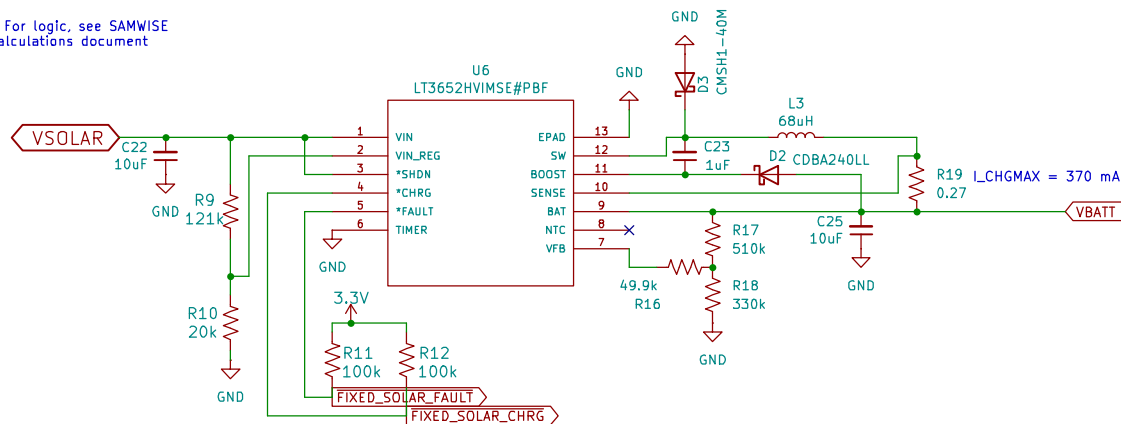 For logic, see SAMWISE
alculations document
GND
D3
CMSH1-40M
U6
LT3652HVIMSE#PBF
GND
L3
68uH
VSOLAR
C22
10uF
GND
R9
121k
R10
20k
GND
1
2
3
4
5
6
VIN
VIN_REG
*SHDN
*CHRG
*FAULT
TIMER
EPAD
SW
BOOST
SENSE
BAT
NTC
VFB
13
12
11
10
9
8
7
GND
C23
1uF
D2
CDBA240LL
R19
0.27
I_CHGMAX = 370 mA
VBATT
C25
10uF
GND
R17
510k
49.9k
R16
R18
330k
GND
3.3V
R11
100k
R12
100k
FIXED_SOLAR_FAULT
FIXED_SOLAR_CHRG